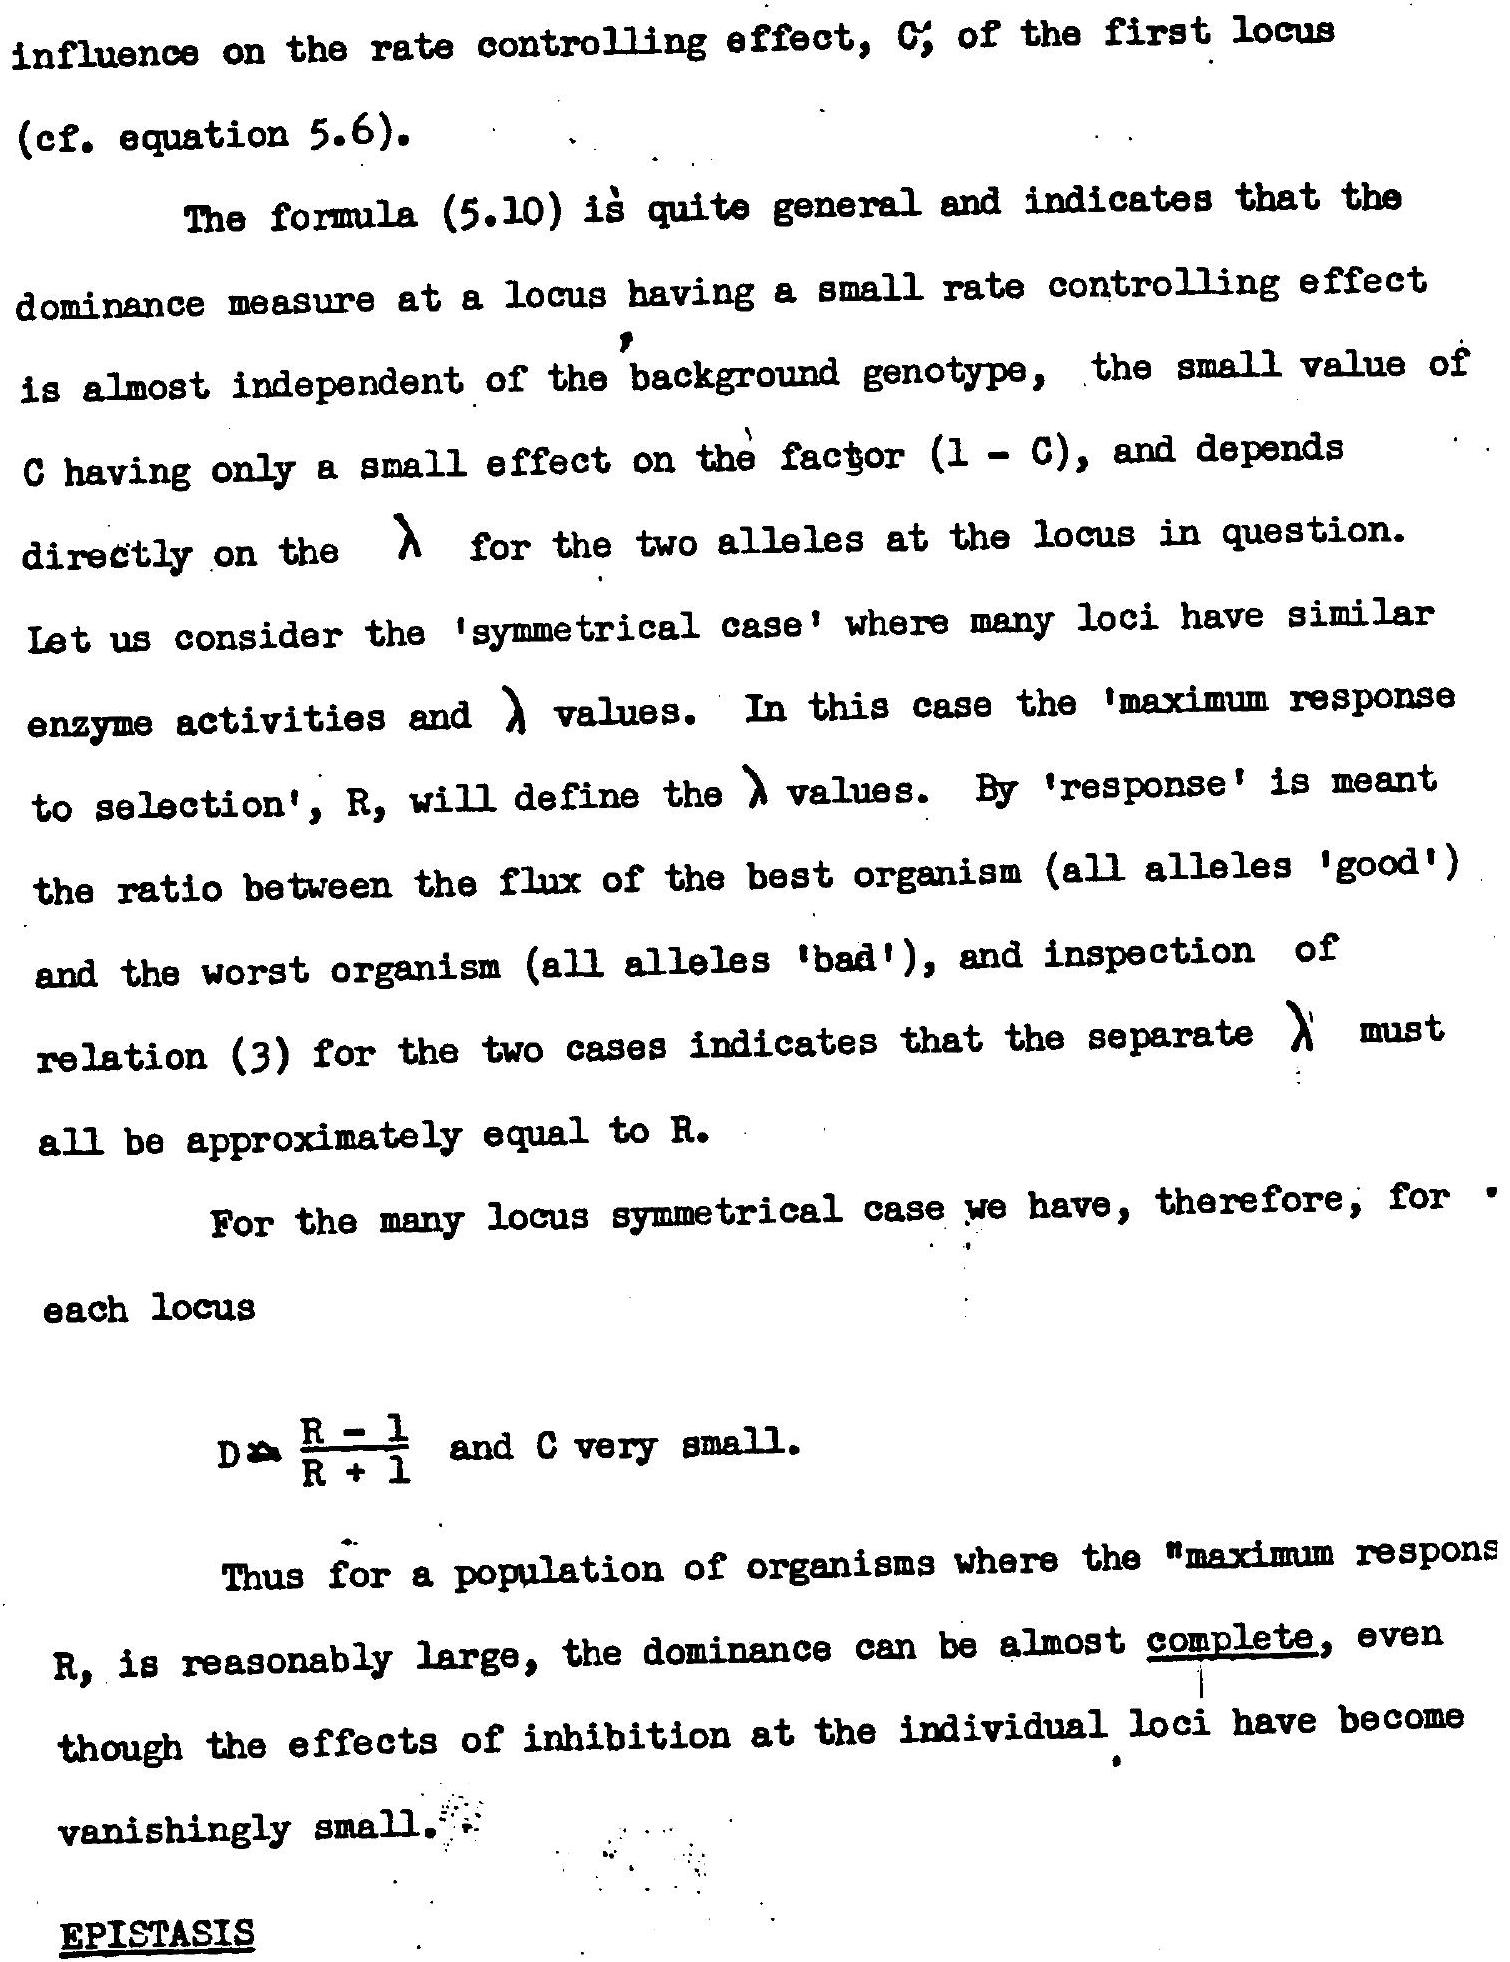 influence on the rate controlling effect, C, of the first locus
(cf. equation 5.6).
The formula (5.10) is quite general and indicates that the
dominance measure at a locus having a small rate controlling effect
is almost independent of the background genotype, the small value of
C having only a small effect on the factor (1 - C), and depends
directly on the λ for the two alleles at the locus in question.
Let us consider the 'symmetrical case' where many loci have similar
enzyme activities and λ values. In this case the 'maximum response
to selection', R, will define the λ values. By 'response' is meant
the ratio between the flux of the best organism (all alleles 'good')
and the worst organism (all alleles 'bad'), and inspection of
relation (3) for the two cases indicates that the separate λ must
all be approximately equal to R.
For the many locus symmetrical case we have, therefore, for
each locus
D ≏ R - 1 / R + 1 and C very small.
Thus for a population of organisms where the "maximum respons
R, is reasonably large, the dominance can be almost complete, even
though the effects of inhibition at the individual loci have become
vanishingly small.
EPISTASIS